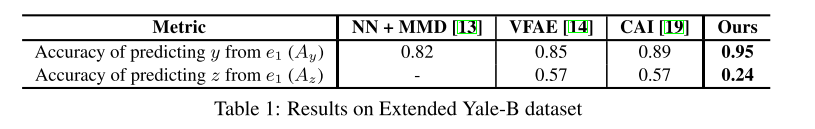 Metric NN + MMD [13] VFAE [14] CAI [19] Ours
Accuracy of predicting y from e₁ (A_y) 0.82 0.85 0.89 0.95
Accuracy of predicting z from e₁ (A_z) - 0.57 0.57 0.24
Table 1: Results on Extended Yale-B dataset